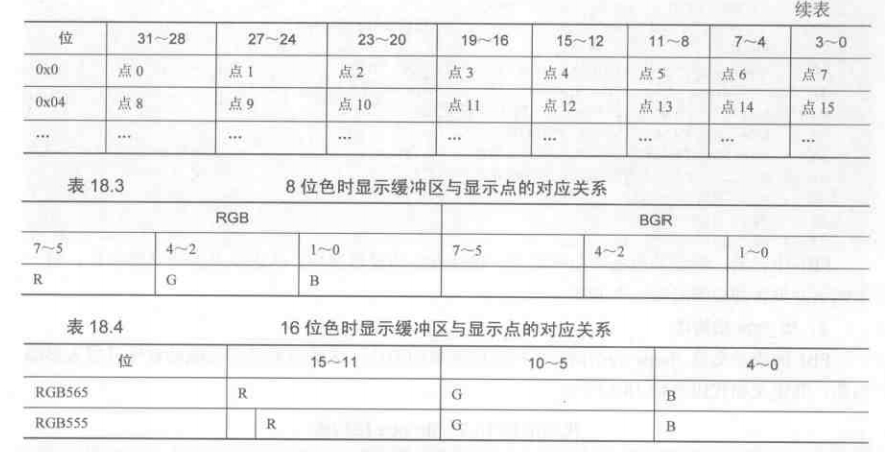 续表
位 31～28 27～24 23～20 19～16 15～12 11～8 7～4 3～0
0x0 点 0 点 1 点 2 点 3 点 4 点 5 点 6 点 7
0x04 点 8 点 9 点 10 点 11 点 12 点 13 点 14 点 15
… … … … … … … … …
表 18.3 8 位色时显示缓冲区与显示点的对应关系
RGB BGR
7～5 4～2 1～0 7～5 4～2 1～0
R G B
表 18.4 16 位色时显示缓冲区与显示点的对应关系
位 15～11 10～5 4～0
RGB565 R G B
RGB555 R G B